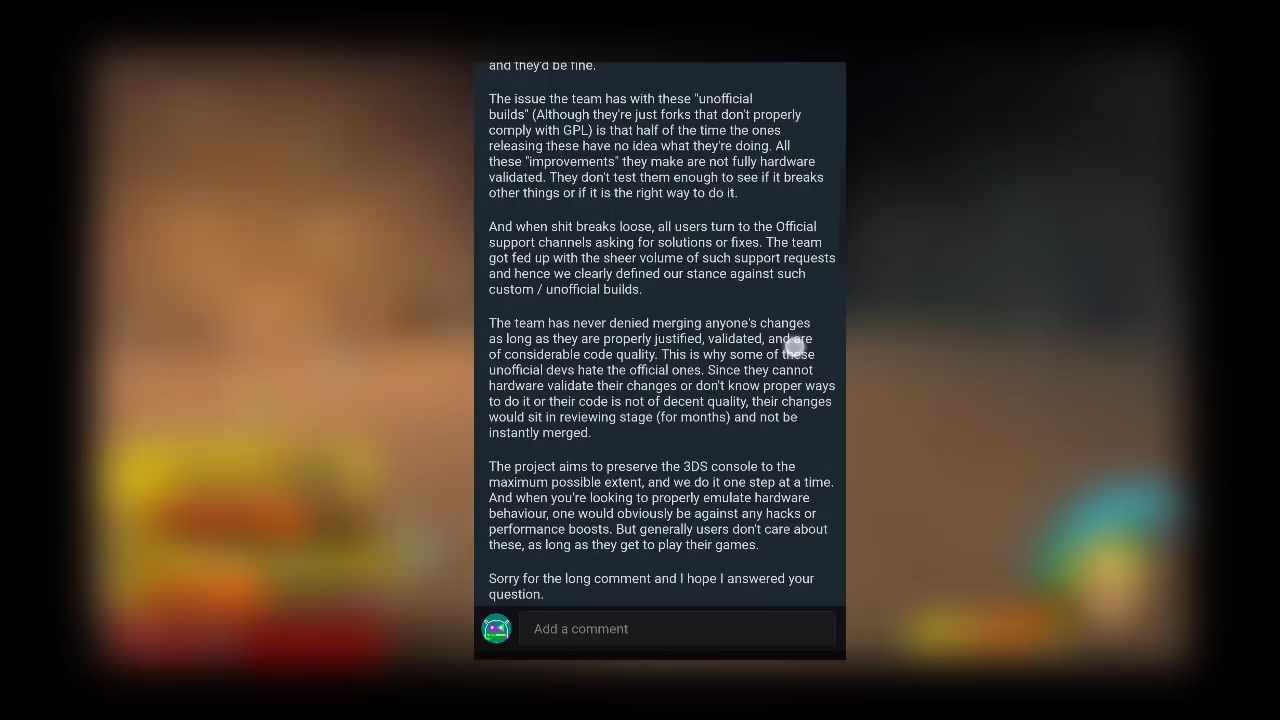 and they'd be fine.
The issue the team has with these "unofficial
builds" (Although they're just forks that don't properly
comply with GPL) is that half of the time the ones
releasing these have no idea what they're doing. All
these "improvements" they make are not fully hardware
validated. They don't test them enough to see if it breaks
other things or if it is the right way to do it.
And when shit breaks loose, all users turn to the Official
support channels asking for solutions or fixes. The team
got fed up with the sheer volume of such support requests
and hence we clearly defined our stance against such
custom / unofficial builds.
The team has never denied merging anyone's changes
as long as they are properly justified, validated, and are
of considerable code quality. This is why some of these
unofficial devs hate the official ones. Since they cannot
hardware validate their changes or don't know proper ways
to do it or their code is not of decent quality, their changes
would sit in reviewing stage (for months) and not be
instantly merged.
The project aims to preserve the 3DS console to the
maximum possible extent, and we do it one step at a time.
And when you're looking to properly emulate hardware
behaviour, one would obviously be against any hacks or
performance boosts. But generally users don't care about
these, as long as they get to play their games.
Sorry for the long comment and I hope I answered your
question.
Add a comment